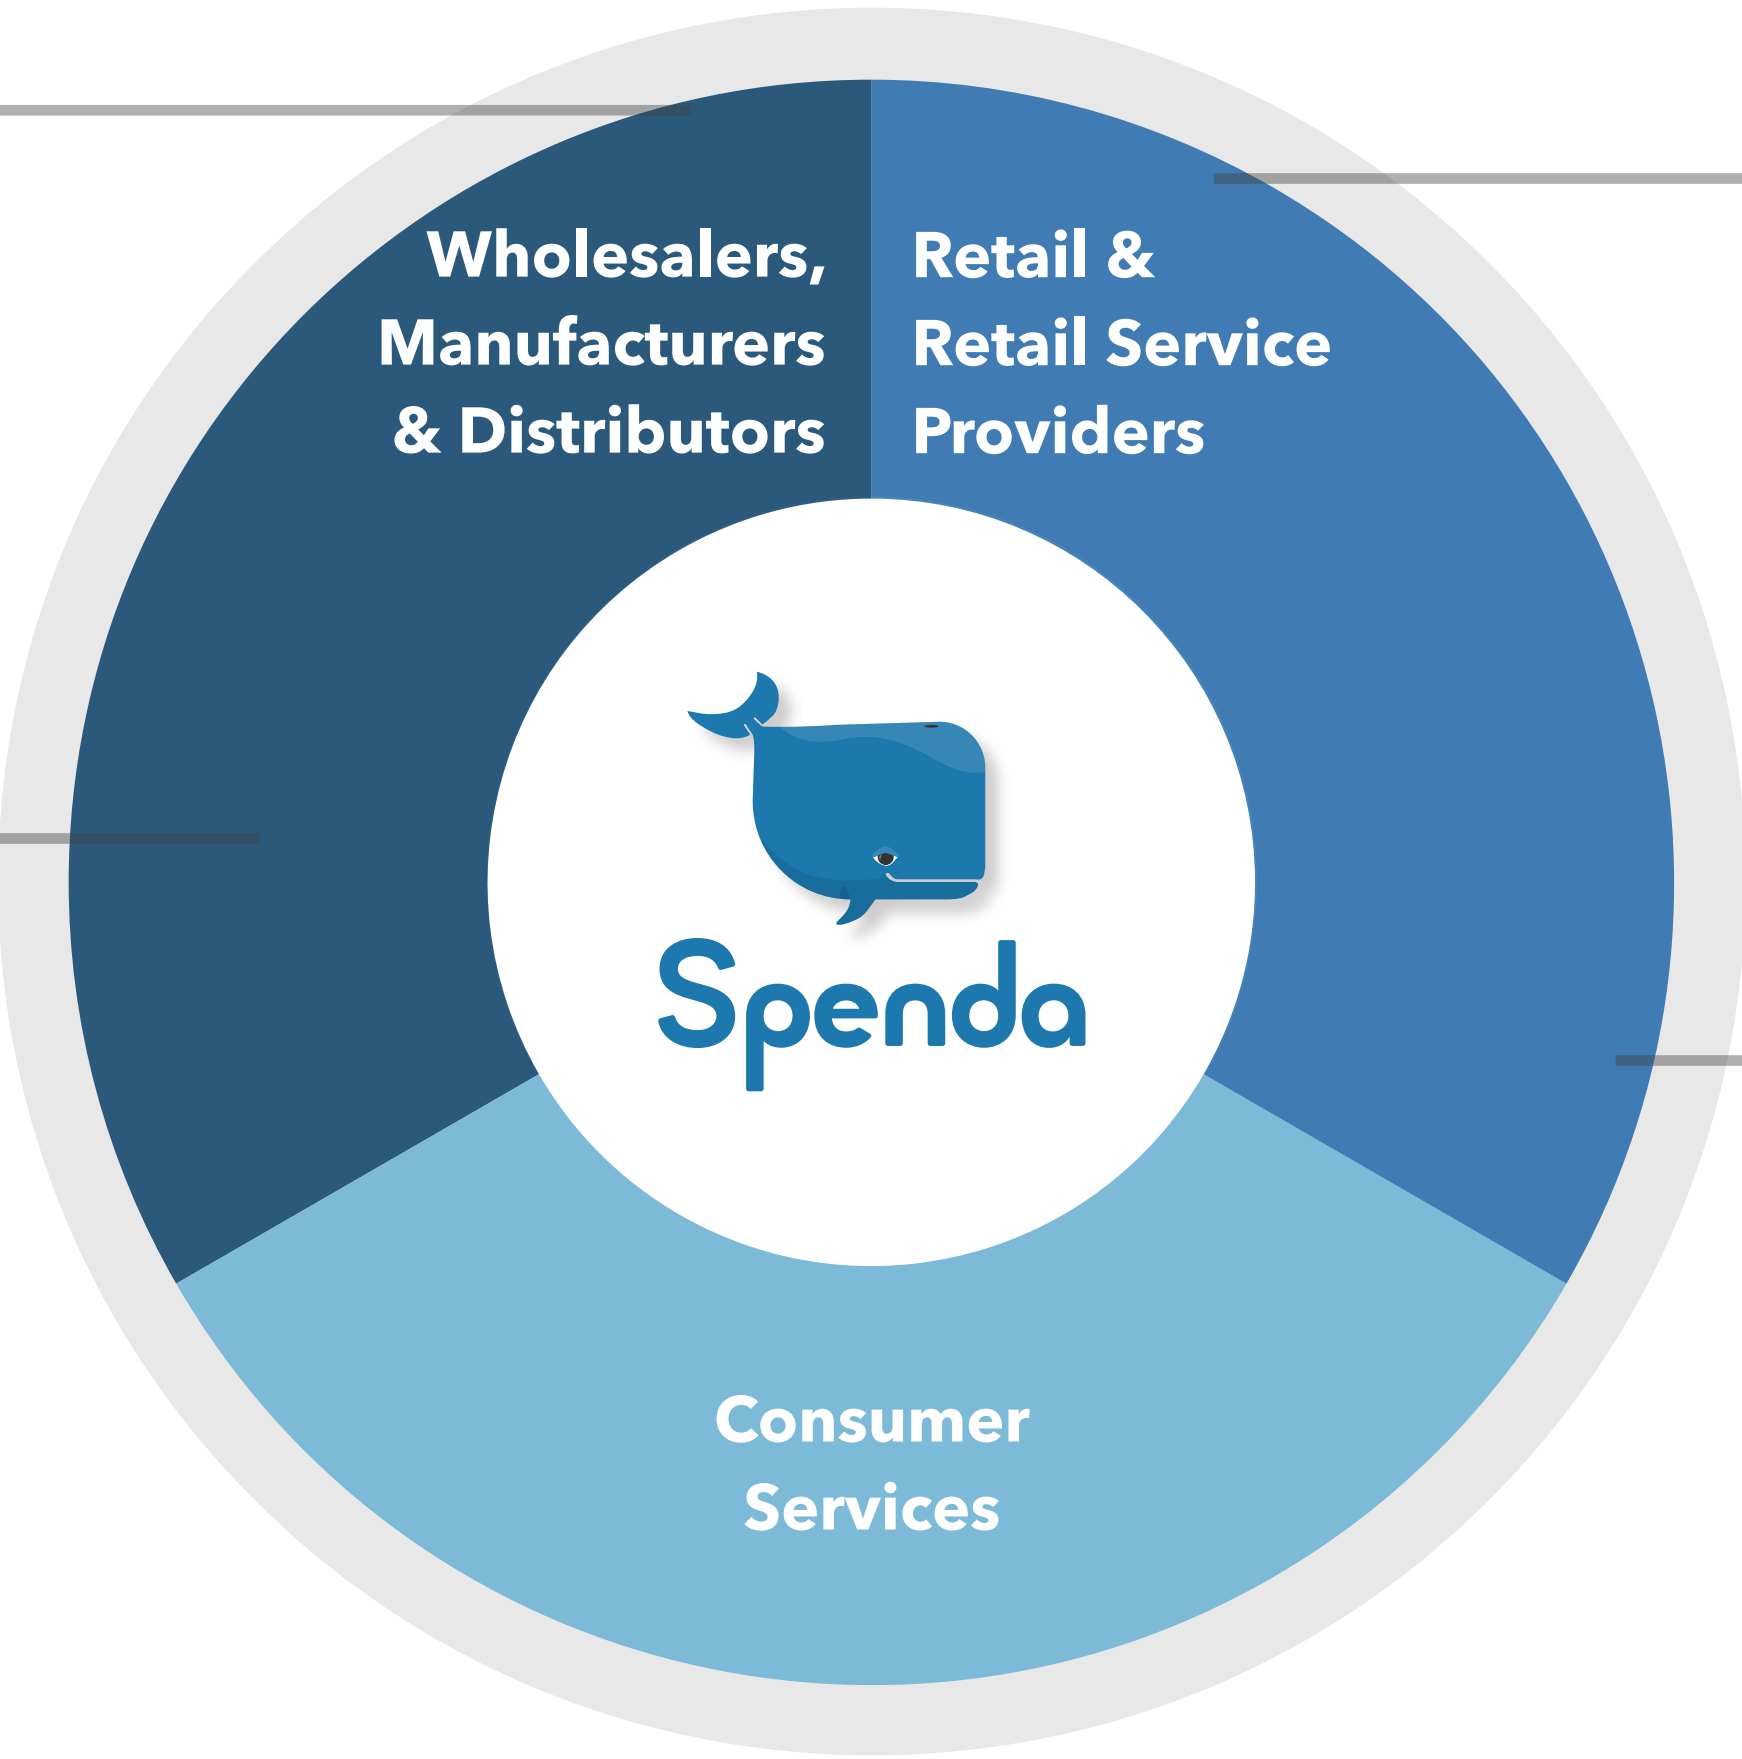 Wholesalers,
Manufacturers
& Distributors
Retail &
Retail Service
Providers
Spenda
Consumer
Services